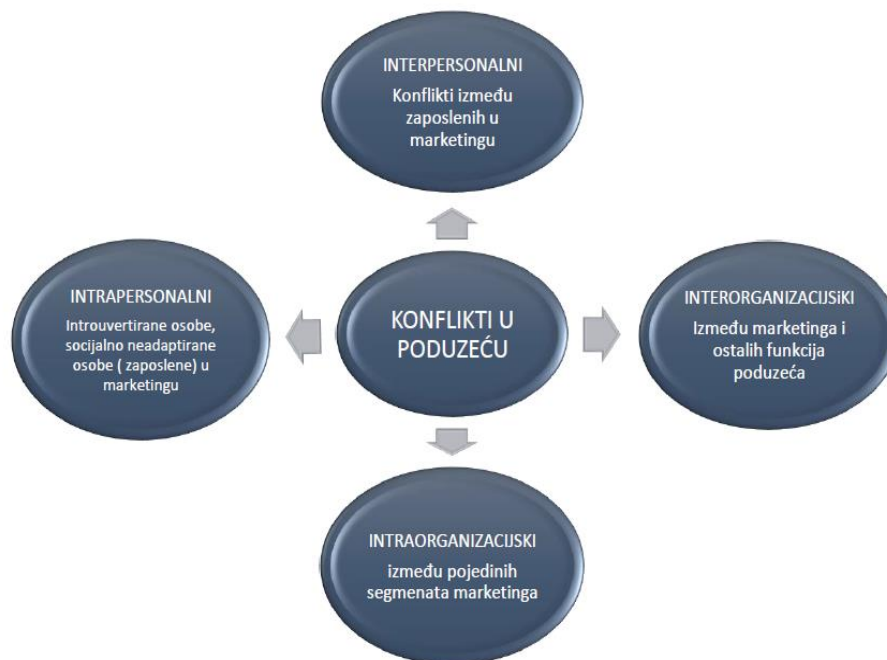 INTERPERSONALNI
Konflikti između
zaposlenih u
marketingu
INTRAPERSONALNI
Introuvertirane osobe,
socijalno neadaptirane
osobe ( zaposlene) u
marketingu
KONFLIKTI U
PODUZEĆU
INTERORGANIZACIJSiKI
Između marketinga i
ostalih funkcija
poduzeća
INTRAORGANIZACIJSKI
između pojedinih
segmenata marketinga